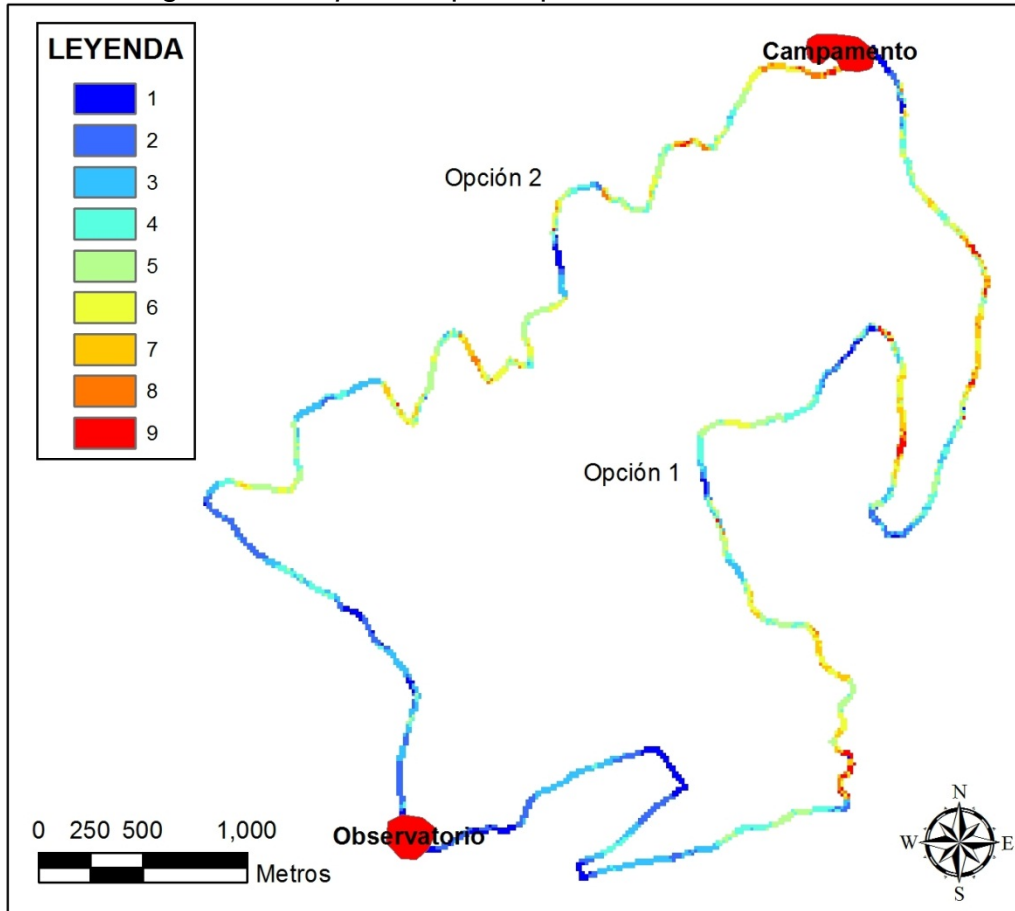 LEYENDA
1
2
3
4
5
6
7
8
9
Campamento
Opción 2
Opción 1
Observatorio
0 250 500 1,000
Metros
N
W E
S